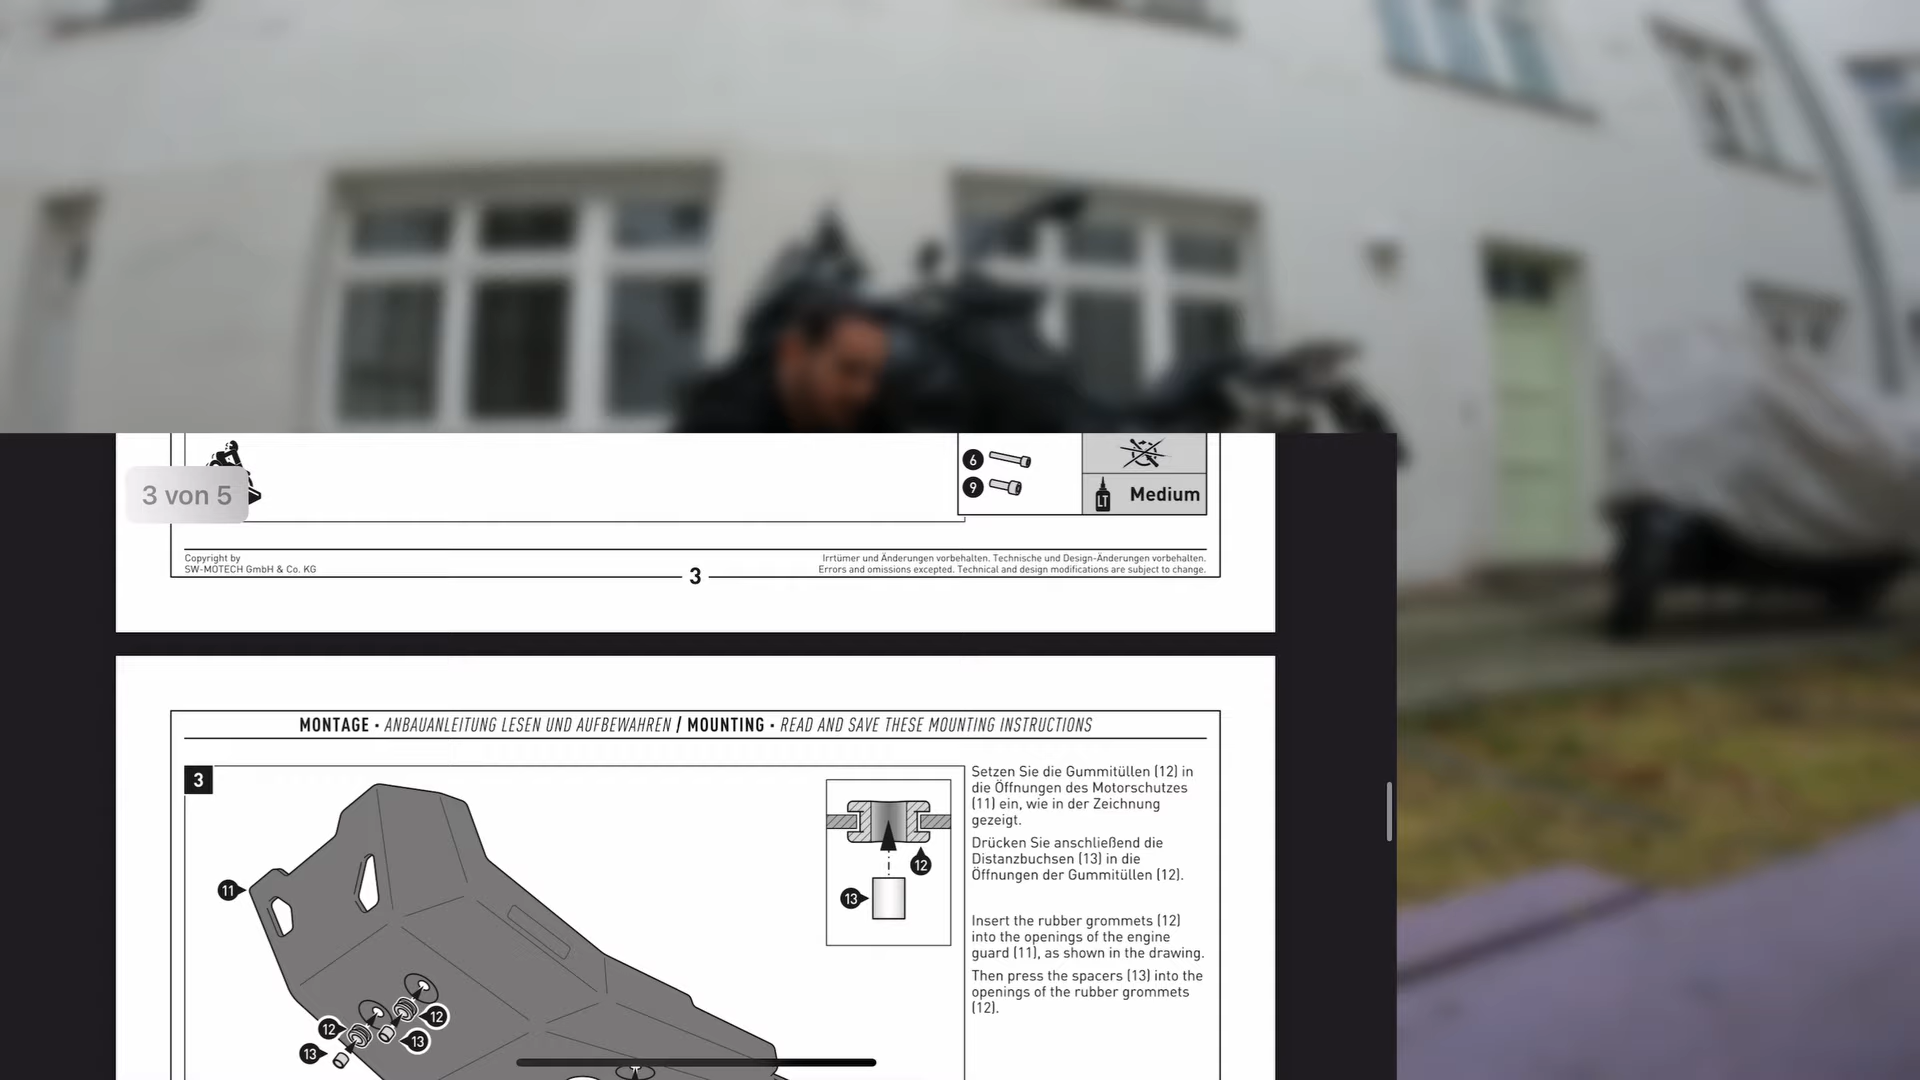 3 von 5
6
9
LT
Medium
Copyright by
SW-MOTECH GmbH & Co. KG
Irrtümer und Änderungen vorbehalten. Technische und Design-Änderungen vorbehalten.
Errors and omissions excepted. Technical and design modifications are subject to change.
3
MONTAGE · ANBAUANLEITUNG LESEN UND AUFBEWAHREN / MOUNTING · READ AND SAVE THESE MOUNTING INSTRUCTIONS
3
11
12
13
12
13
12
13
Setzen Sie die Gummitüllen (12) in
die Öffnungen des Motorschutzes
(11) ein, wie in der Zeichnung
gezeigt.
Drücken Sie anschließend die
Distanzbuchsen (13) in die
Öffnungen der Gummitüllen (12).
Insert the rubber grommets (12)
into the openings of the engine
guard (11), as shown in the drawing.
Then press the spacers (13) into the
openings of the rubber grommets
(12).